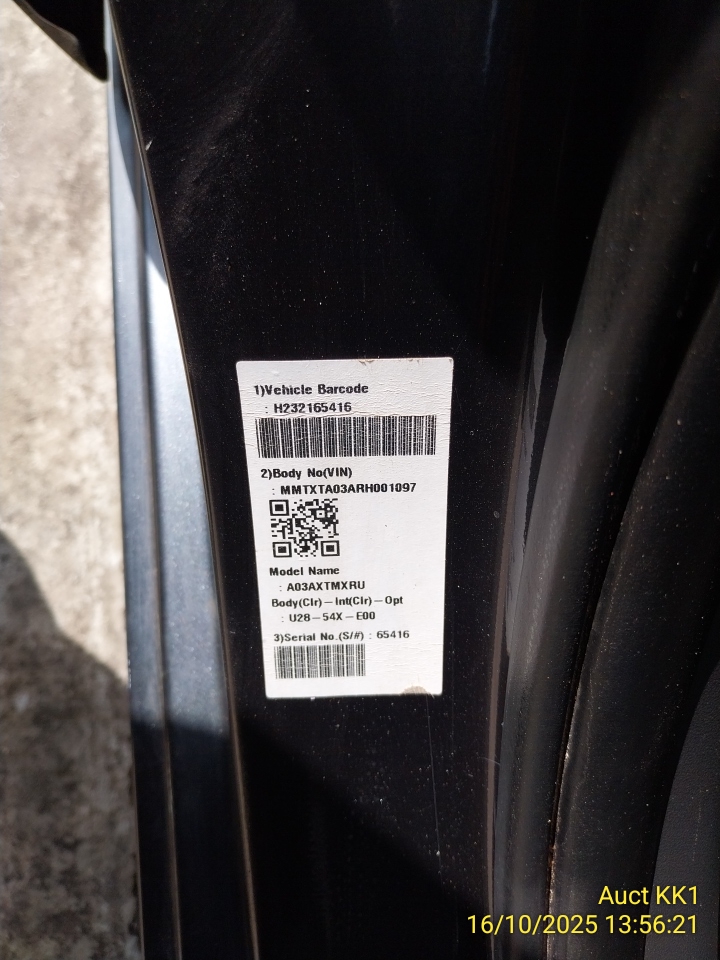 1)Vehicle Barcode
: H232165416
2)Body No(VIN)
: MMTXTA03ARH001097
Model Name
: A03AXTMXRU
Body(Clr)-Int(Clr)-Opt
: U28-54X-E00
3)Serial No.(S/#) : 65416
Auct KK1
16/10/2025 13:56:21